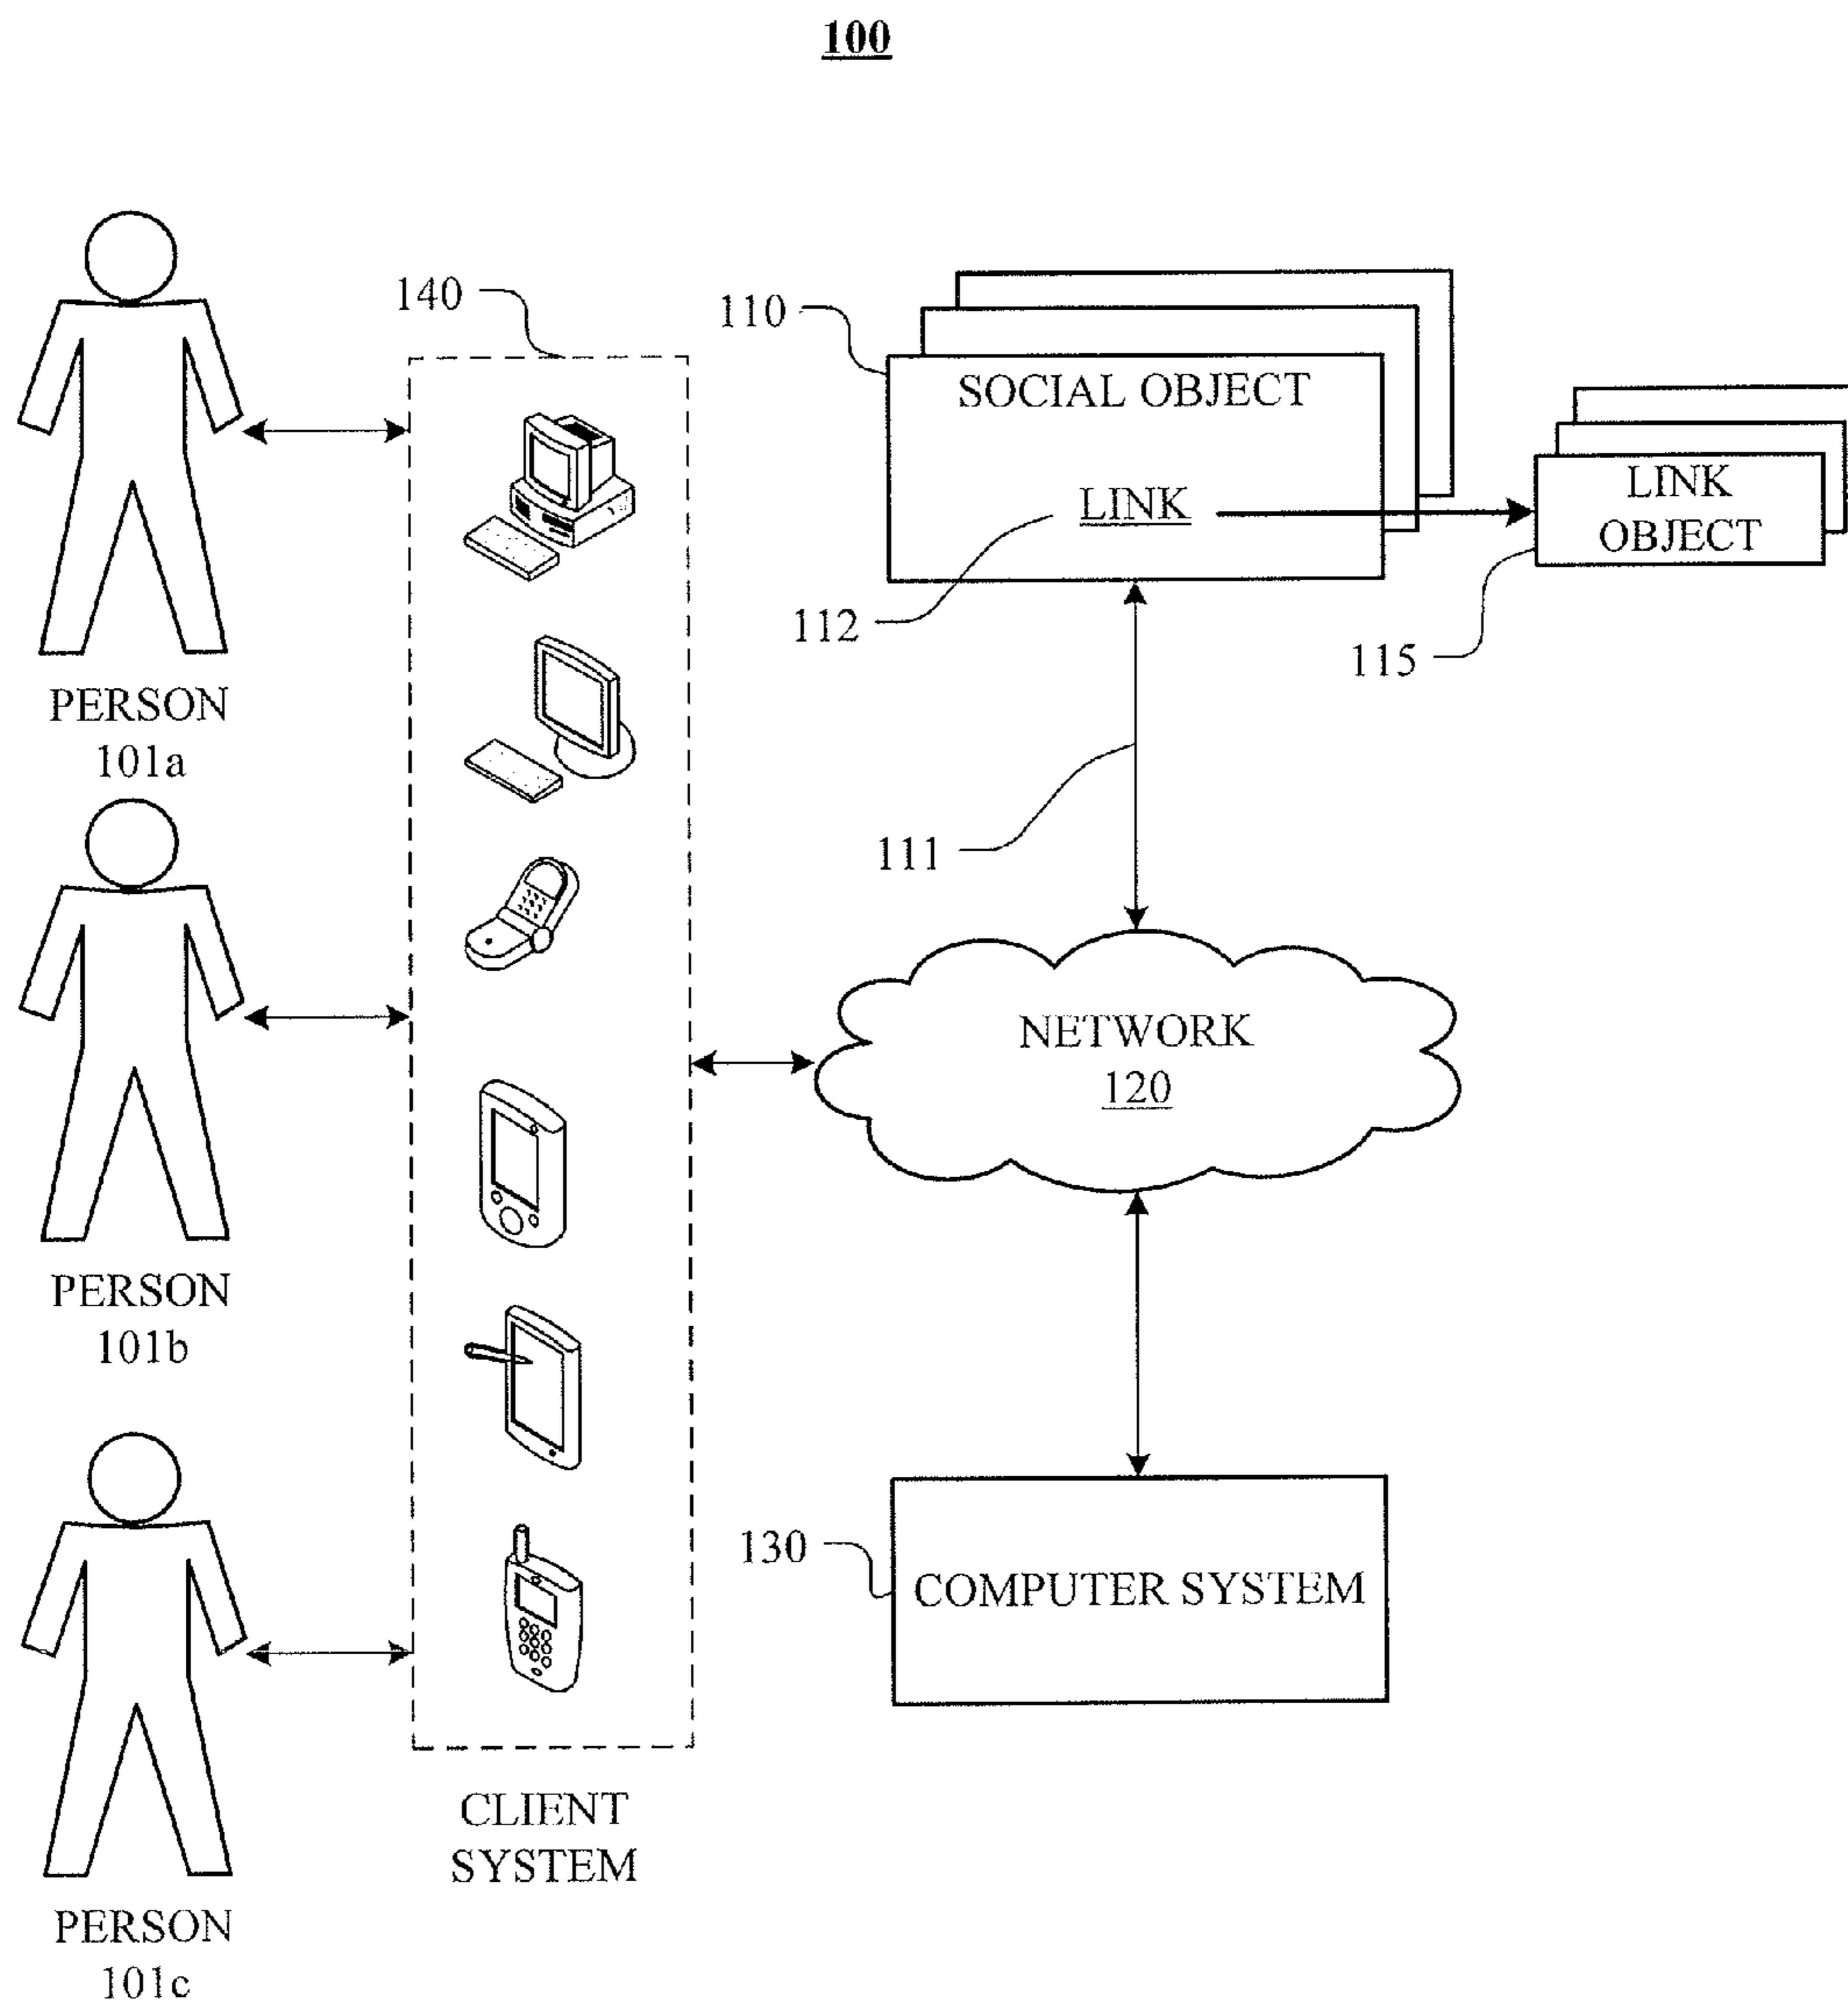 100
140
110
SOCIAL OBJECT
LINK
LINK
OBJECT
112
115
PERSON
101a
111
NETWORK
120
PERSON
101b
130
COMPUTER SYSTEM
CLIENT
SYSTEM
PERSON
101c